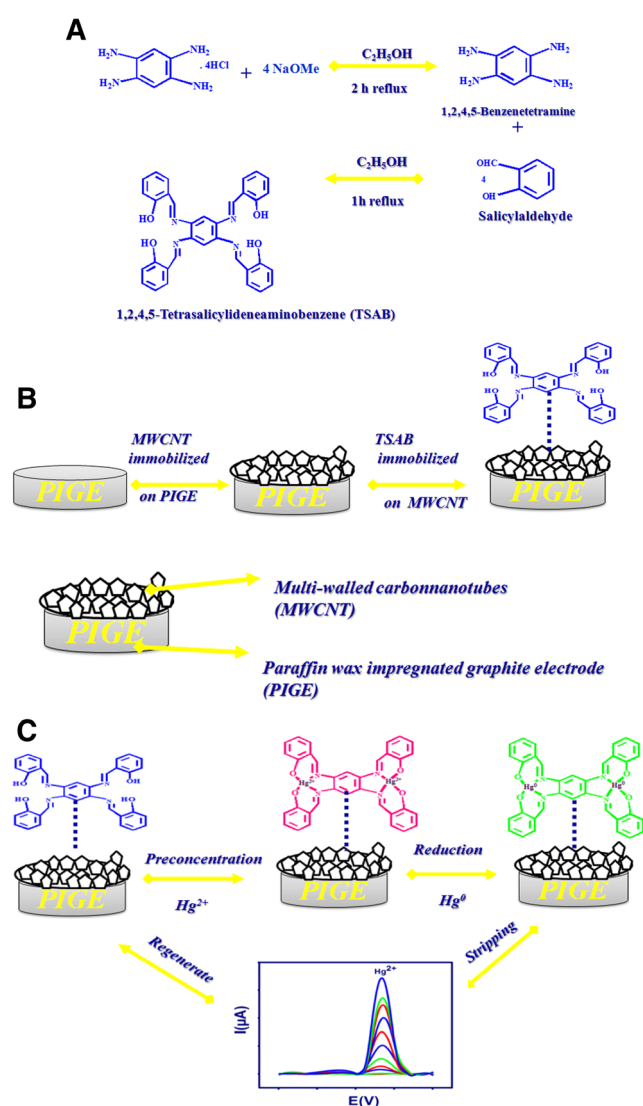 A
H₂N
NH₂
. 4HCl
H₂N
NH₂
+
4 NaOMe
C₂H₅OH
2 h reflux
H₂N
NH₂
H₂N
NH₂
1,2,4,5-Benzenetetramine
+
OHC
4
OH
Salicylaldehyde
C₂H₅OH
1h reflux
HO
OH
N
N
N
N
HO
HO
1,2,4,5-Tetrasalicylideneaminobenzene (TSAB)
B
HO
OH
N
N
N
N
HO
HO
PIGE
MWCNT
immobilized
on PIGE
PIGE
TSAB
immobilized
on MWCNT
PIGE
PIGE
Multi-walled carbonnanotubes
(MWCNT)
Paraffin wax impregnated graphite electrode
(PIGE)
C
HO
OH
N
N
N
N
HO
HO
PIGE
Preconcentration
Hg²⁺
O
N
N
O
Hg²⁺
Hg²⁺
O
N
N
O
PIGE
Reduction
Hg⁰
O
N
N
O
Hg⁰
Hg⁰
O
N
N
O
PIGE
Regenerate
Stripping
Hg²⁺
I(µA)
E(V)